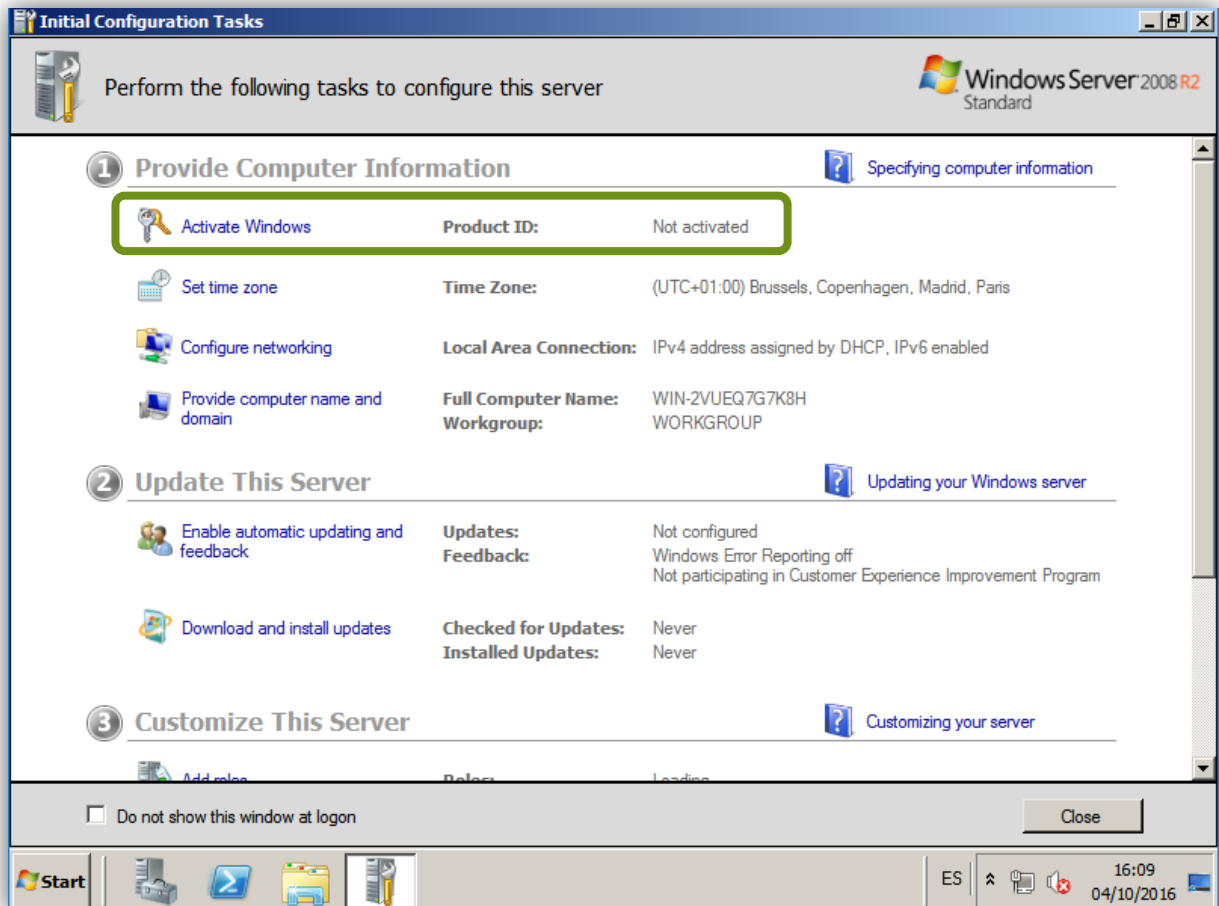 Initial Configuration Tasks
Perform the following tasks to configure this server
Windows Server 2008 R2
Standard
1 Provide Computer Information
Specifying computer information
Activate Windows Product ID: Not activated
Set time zone Time Zone: (UTC+01:00) Brussels, Copenhagen, Madrid, Paris
Configure networking Local Area Connection: IPv4 address assigned by DHCP, IPv6 enabled
Provide computer name and domain
Full Computer Name: WIN-2VUEQ7G7K8H
Workgroup: WORKGROUP
2 Update This Server
Updating your Windows server
Enable automatic updating and feedback
Updates: Not configured
Feedback: Windows Error Reporting off
Not participating in Customer Experience Improvement Program
Download and install updates
Checked for Updates: Never
Installed Updates: Never
3 Customize This Server
Customizing your server
Add roles Roles: Loading
Do not show this window at logon
Close
Start
ES
16:09
04/10/2016